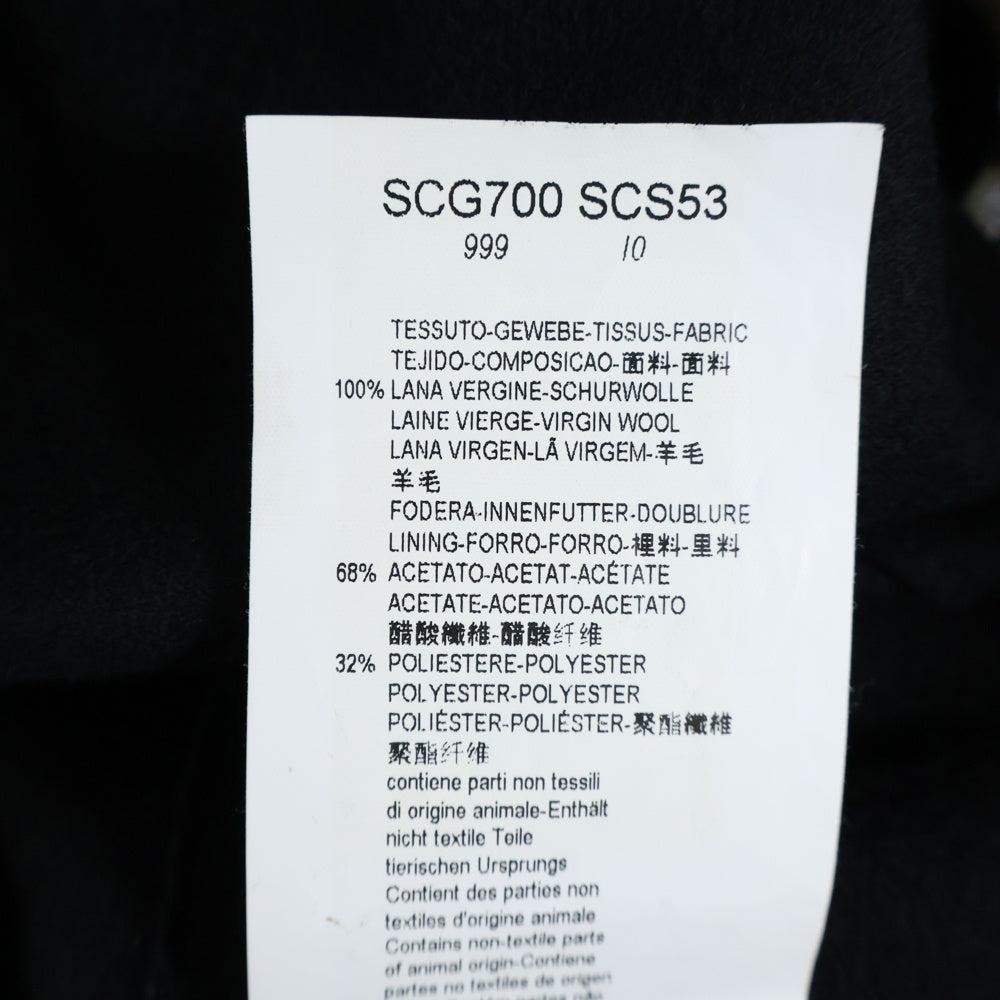 SCG700 SCS53
999 10
TESSUTO-GEWEBE-TISSUS-FABRIC
TEJIDO-COMPOSICAO-面料-面料
100% LANA VERGINE-SCHURWOLLE
LAINE VIERGE-VIRGIN WOOL
LANA VIRGEN-LÃ VIRGEM-羊毛
羊毛
FODERA-INNENFUTTER-DOUBLURE
LINING-FORRO-FORRO-裡料-里料
68% ACETATO-ACETAT-ACÉTATE
ACETATE-ACETATO-ACETATO
醋酸纖維-醋酸纤维
32% POLIESTERE-POLYESTER
POLYESTER-POLYESTER
POLIÉSTER-POLIÉSTER-聚酯纖維
聚酯纤维
contiene parti non tessili
di origine animale-Enthält
nicht textile Teile
tierischen Ursprungs
Contient des parties non
textiles d'origine animale
Contains non-textile parts
of animal origin-Contiene
partes no textiles de origen